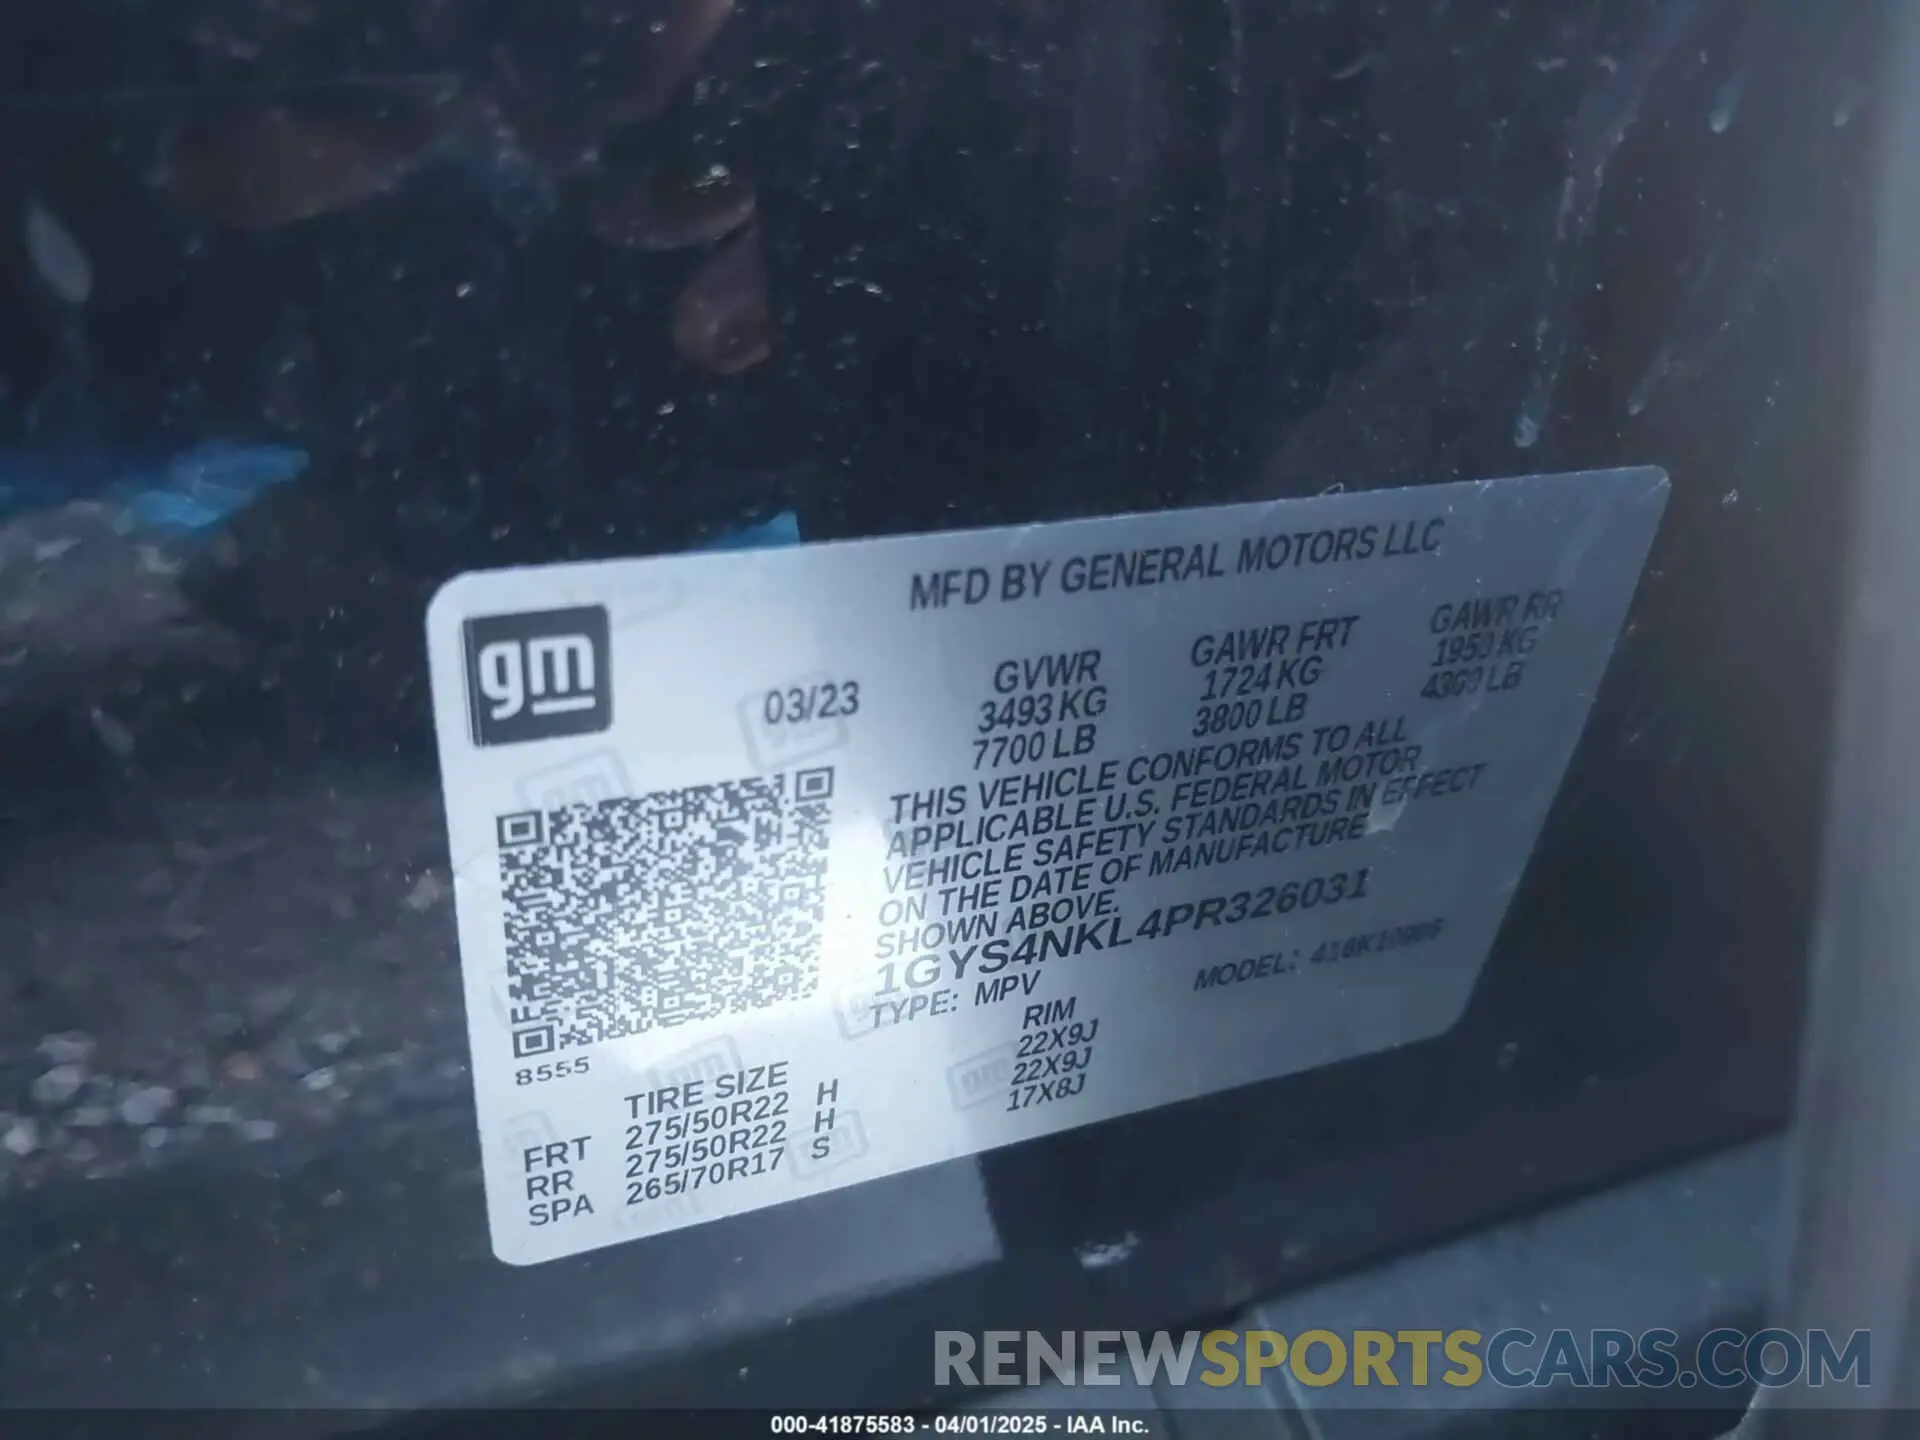 MFD BY GENERAL MOTORS LLC
gm
03/23
GVWR GAWR FRT GAWR RR
3493 KG 1724 KG 1950 KG
7700 LB 3800 LB 4300 LB
THIS VEHICLE CONFORMS TO ALL
APPLICABLE U.S. FEDERAL MOTOR
VEHICLE SAFETY STANDARDS IN EFFECT
ON THE DATE OF MANUFACTURE
SHOWN ABOVE.
1GYS4NKL4PR326031
TYPE: MPV MODEL:
8555
TIRE SIZE RIM
FRT 275/50R22 H 22X9J
RR 275/50R22 H 22X9J
SPA 265/70R17 S 17X8J
RENEWSPORTSCARS.COM
000-41875583 - 04/01/2025 - IAA Inc.